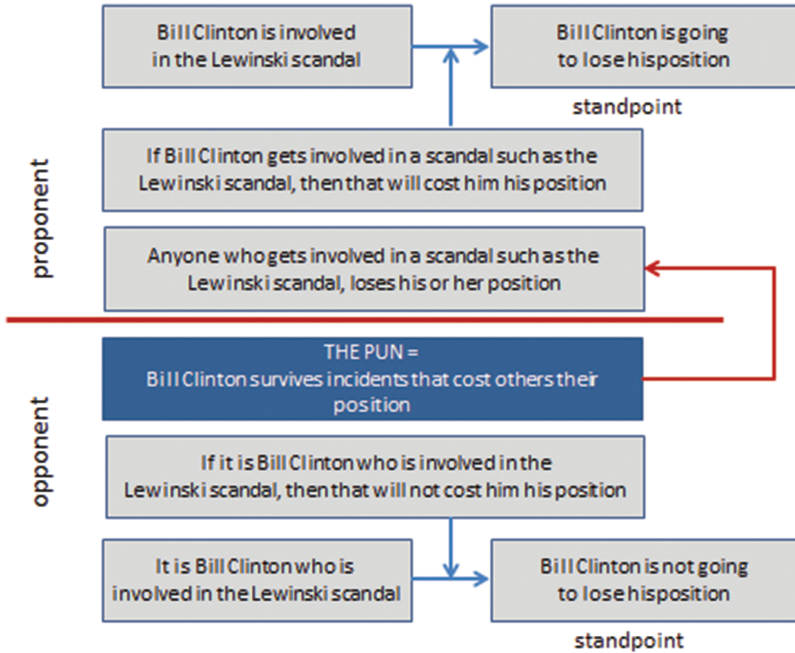 Bill Clinton is involved
in the Lewinski scandal
Bill Clinton is going
to lose hisposition
standpoint
proponent
If Bill Clinton gets involved in a scandal such as the
Lewinski scandal, then that will cost him his position
Anyone who gets involved in a scandal such as the
Lewinski scandal, loses his or her position
THE PUN =
Bill Clinton survives incidents that cost others their
position
opponent
If it is Bill Clinton who is involved in the
Lewinski scandal, then that will not cost him his position
It is Bill Clinton who is
involved in the Lewinski scandal
Bill Clinton is not going
to lose hisposition
standpoint